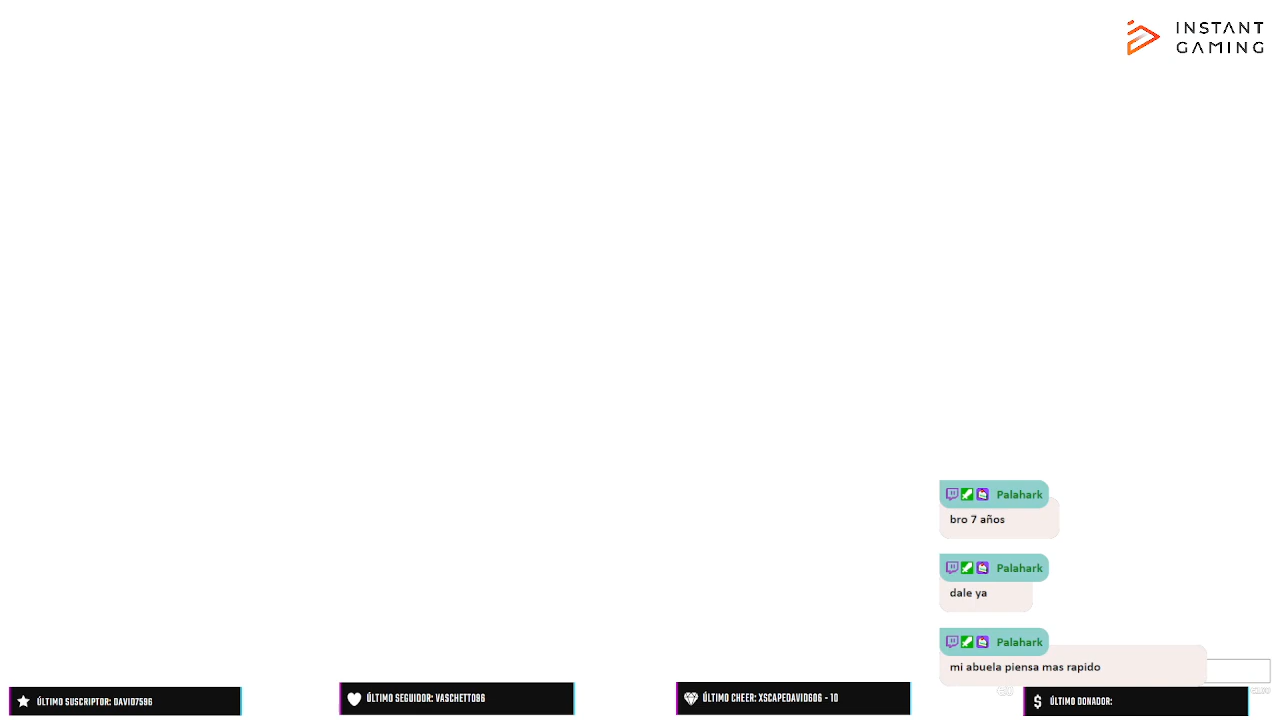 INSTANT
GAMING
Palahark
bro 7 años
Palahark
dale ya
Palahark
mi abuela piensa mas rapido
ÚLTIMO SUSCRIPTOR: DAVID7596
ÚLTIMO SEGUIDOR: VASCHETTO86
ÚLTIMO CHEER: XSCAPEDAVID606 - 10
ÚLTIMO DONADOR: